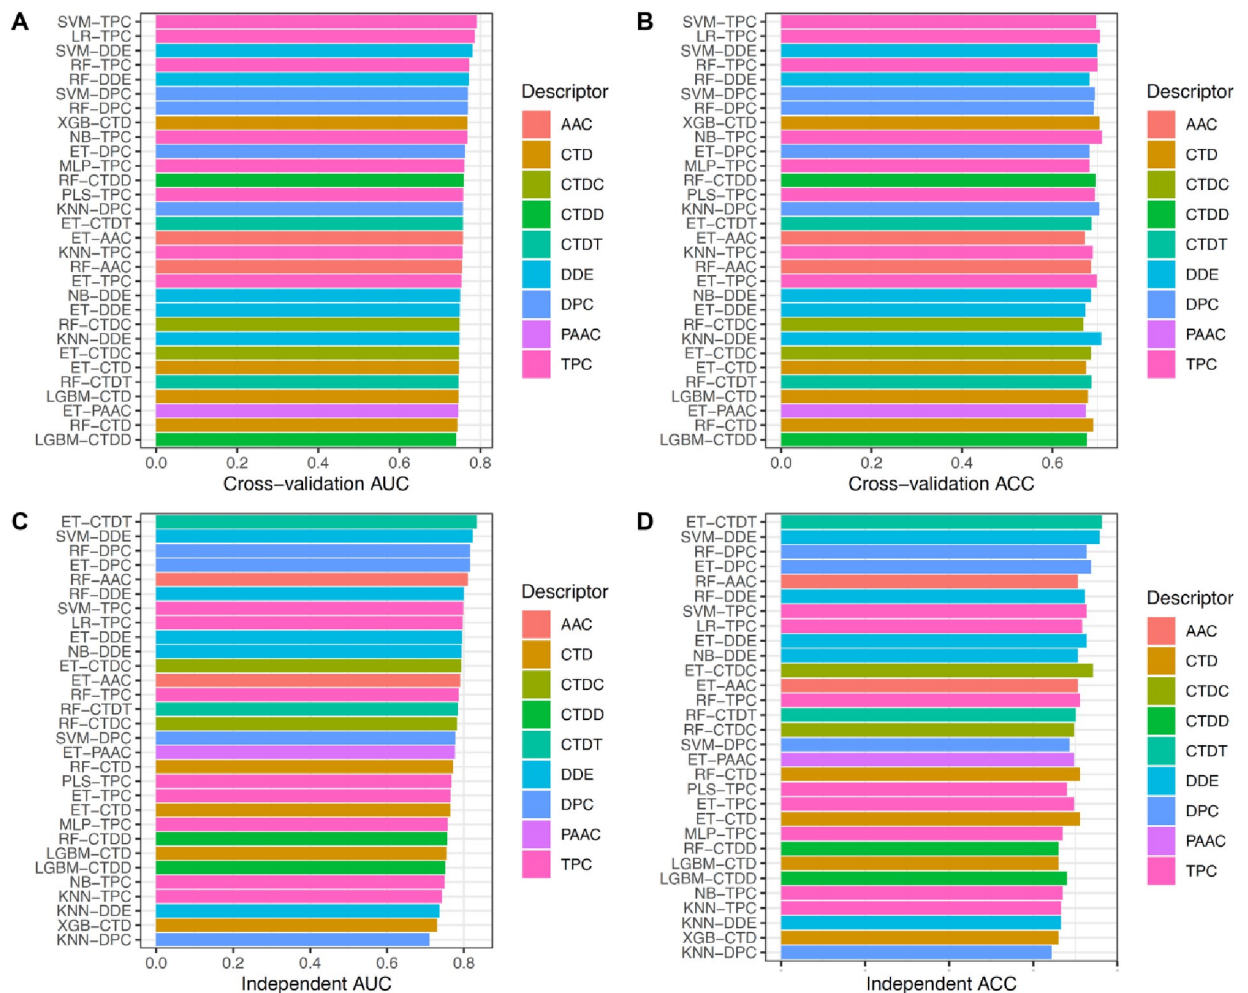 A
SVM−TPC
LR−TPC
SVM−DDE
RF−TPC
RF−DDE
SVM−DPC
RF−DPC
XGB−CTD
NB−TPC
ET−DPC
MLP−TPC
RF−CTDD
PLS−TPC
KNN−DPC
ET−CTDT
ET−AAC
KNN−TPC
RF−AAC
ET−TPC
NB−DDE
ET−DDE
RF−CTDC
KNN−DDE
ET−CTDC
ET−CTD
RF−CTDT
LGBM−CTD
ET−PAAC
RF−CTD
LGBM−CTDD
0.0 0.2 0.4 0.6 0.8
Cross−validation AUC
Descriptor
AAC
CTD
CTDC
CTDD
CTDT
DDE
DPC
PAAC
TPC
B
SVM−TPC
LR−TPC
SVM−DDE
RF−TPC
RF−DDE
SVM−DPC
RF−DPC
XGB−CTD
NB−TPC
ET−DPC
MLP−TPC
RF−CTDD
PLS−TPC
KNN−DPC
ET−CTDT
ET−AAC
KNN−TPC
RF−AAC
ET−TPC
NB−DDE
ET−DDE
RF−CTDC
KNN−DDE
ET−CTDC
ET−CTD
RF−CTDT
LGBM−CTD
ET−PAAC
RF−CTD
LGBM−CTDD
0.0 0.2 0.4 0.6
Cross−validation ACC
Descriptor
AAC
CTD
CTDC
CTDD
CTDT
DDE
DPC
PAAC
TPC
C
ET−CTDT
SVM−DDE
RF−DPC
ET−DPC
RF−AAC
RF−DDE
SVM−TPC
LR−TPC
ET−DDE
NB−DDE
ET−CTDC
ET−AAC
RF−TPC
RF−CTDT
RF−CTDC
SVM−DPC
ET−PAAC
RF−CTD
PLS−TPC
ET−TPC
ET−CTD
MLP−TPC
RF−CTDD
LGBM−CTD
LGBM−CTDD
NB−TPC
KNN−TPC
KNN−DDE
XGB−CTD
KNN−DPC
0.0 0.2 0.4 0.6 0.8
Independent AUC
Descriptor
AAC
CTD
CTDC
CTDD
CTDT
DDE
DPC
PAAC
TPC
D
ET−CTDT
SVM−DDE
RF−DPC
ET−DPC
RF−AAC
RF−DDE
SVM−TPC
LR−TPC
ET−DDE
NB−DDE
ET−CTDC
ET−AAC
RF−TPC
RF−CTDT
RF−CTDC
SVM−DPC
ET−PAAC
RF−CTD
PLS−TPC
ET−TPC
ET−CTD
MLP−TPC
RF−CTDD
LGBM−CTD
LGBM−CTDD
NB−TPC
KNN−TPC
KNN−DDE
XGB−CTD
KNN−DPC
Independent ACC
Descriptor
AAC
CTD
CTDC
CTDD
CTDT
DDE
DPC
PAAC
TPC